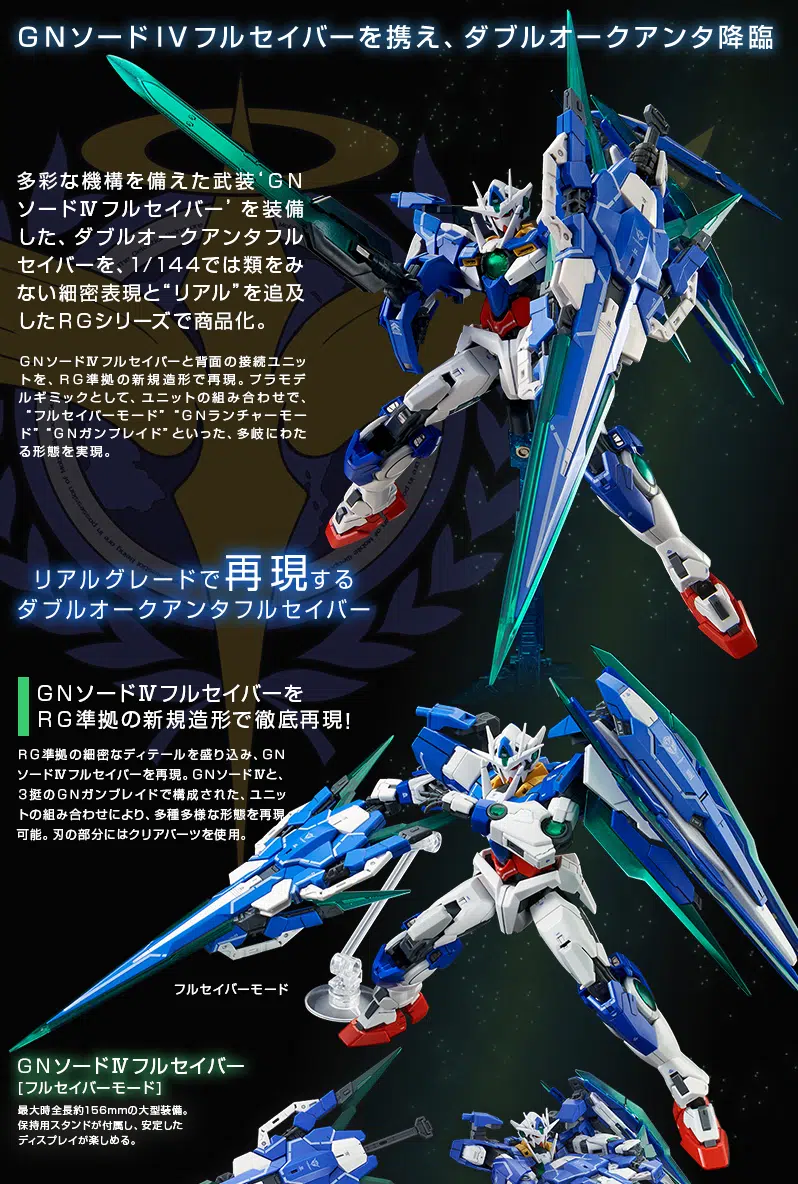 GNソードIVフルセイバーを携え、ダブルオークアンタ降臨
多彩な機構を備えた武装‘GN
ソードⅣフルセイバー’を装備
した、ダブルオークアンタフル
セイバーを、1/144では類をみ
ない細密表現と“リアル”を追及
したRGシリーズで商品化。
GNソードⅣフルセイバーと背面の接続ユニッ
トを、RG準拠の新規造形で再現。プラモデ
ルギミックとして、ユニットの組み合わせで、
“フルセイバーモード”“GNランチャーモー
ド”“GNガンブレイド”といった、多岐にわた
る形態を実現。
リアルグレードで再現する
ダブルオークアンタフルセイバー
GNソードⅣフルセイバーを
RG準拠の新規造形で徹底再現!
RG準拠の細密なディテールを盛り込み、GN
ソードⅣフルセイバーを再現。GNソードⅣと、
3挺のGNガンブレイドで構成された、ユニッ
トの組み合わせにより、多種多様な形態を再現
可能。刃の部分にはクリアパーツを使用。
フルセイバーモード
GNソードⅣフルセイバー
[フルセイバーモード]
最大時全長約156mmの大型装備。
保持用スタンドが付属し、安定した
ディスプレイが楽しめる。